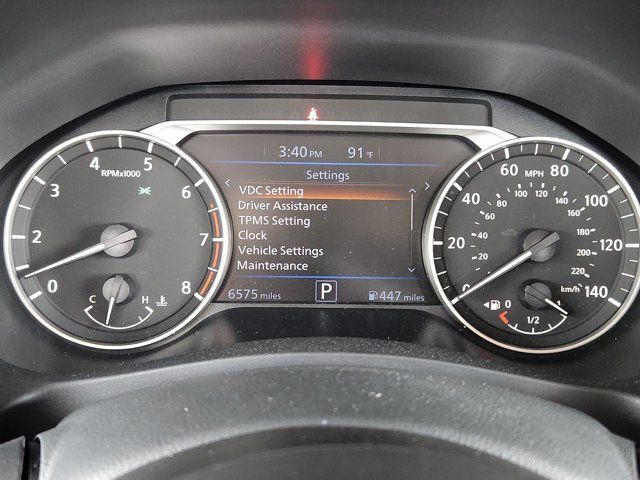 3:40 PM 91°F
Settings
VDC Setting
Driver Assistance
TPMS Setting
Clock
Vehicle Settings
Maintenance
6575 miles P 447 miles
RPMx1000
0 2 3 4 5 6 7 8
C H
MPH
0 20 40 60 80 100 120 140
20 40 60 80 100 120 140 160 180 200 220
km/h
0 1/2